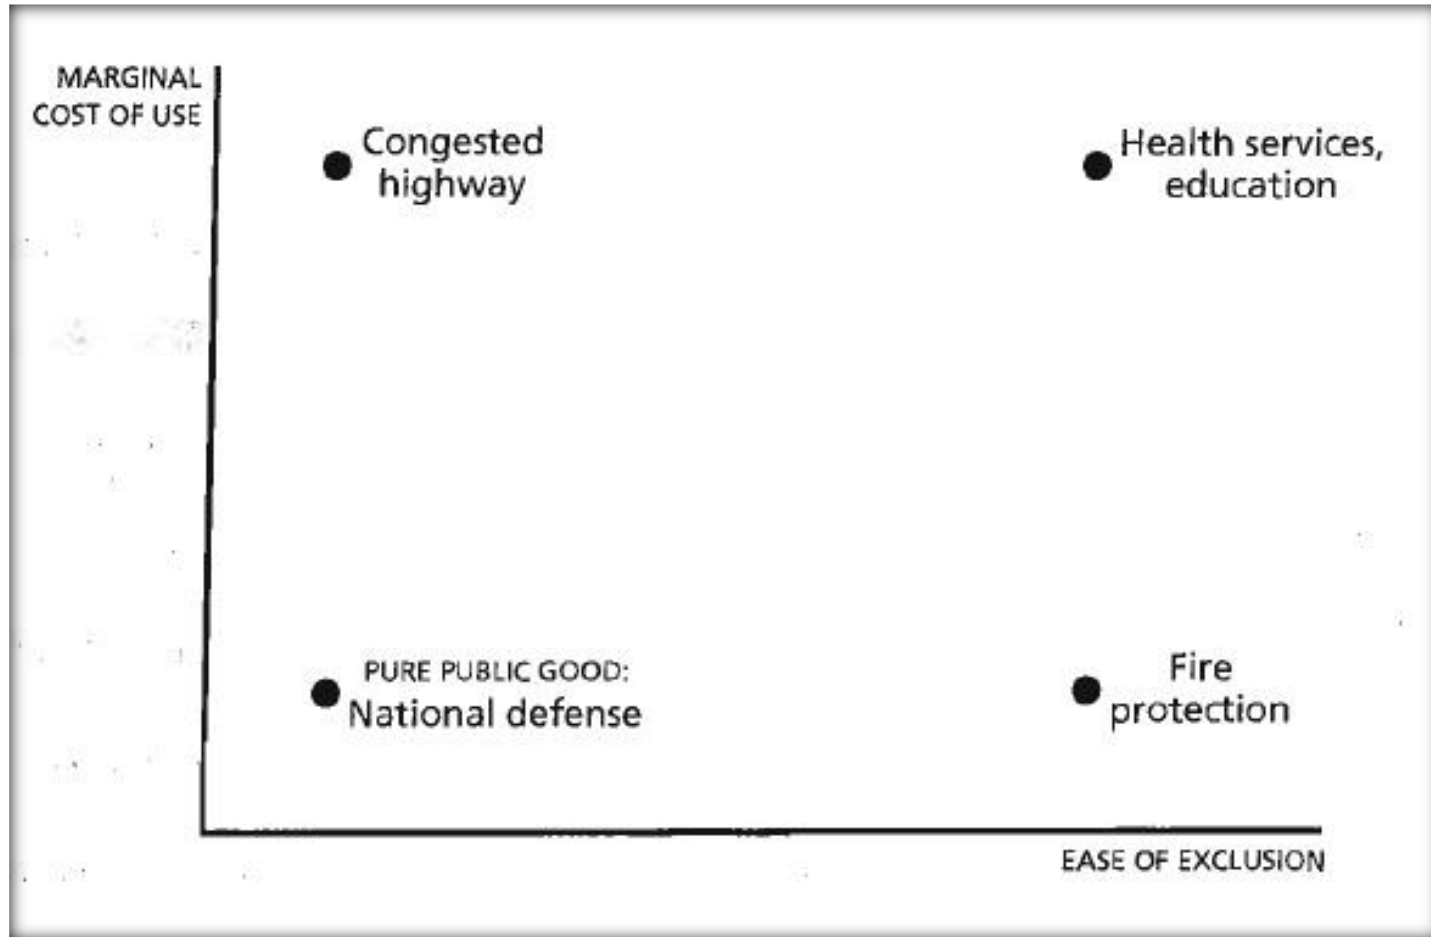 MARGINAL
COST OF USE
Congested
highway
Health services,
education
PURE PUBLIC GOOD:
National defense
Fire
protection
EASE OF EXCLUSION